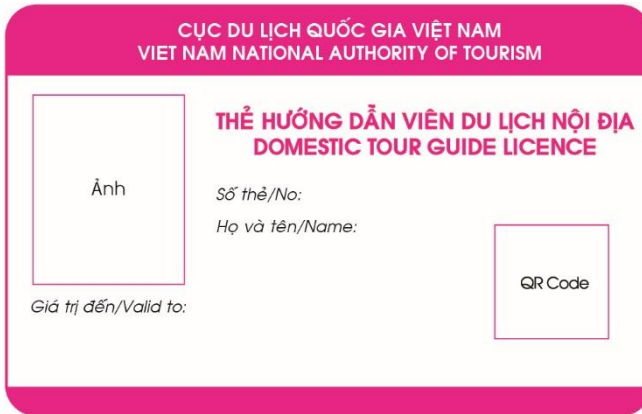 CỤC DU LỊCH QUỐC GIA VIỆT NAM
VIET NAM NATIONAL AUTHORITY OF TOURISM
THẺ HƯỚNG DẪN VIÊN DU LỊCH NỘI ĐỊA
DOMESTIC TOUR GUIDE LICENCE
Ảnh
Số thẻ/No:
Họ và tên/Name:
QR Code
Giá trị đến/Valid to: